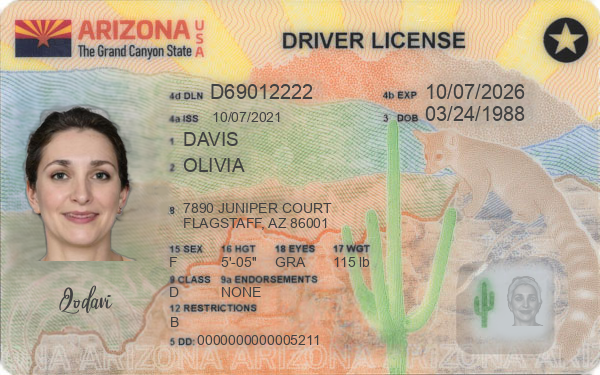 ARIZONA USA
The Grand Canyon State
DRIVER LICENSE
4d DLN D69012222 4b EXP 10/07/2026
4a ISS 10/07/2021 3 DOB 03/24/1988
1 DAVIS
2 OLIVIA
8 7890 JUNIPER COURT
FLAGSTAFF, AZ 86001
15 SEX 16 HGT 18 EYES 17 WGT
F 5'-05" GRA 115 lb
9 CLASS 9a ENDORSEMENTS
D NONE
12 RESTRICTIONS
B
5 DD: 0000000000005211
ARIZONA ARIZONA ARIZONA ARIZONA